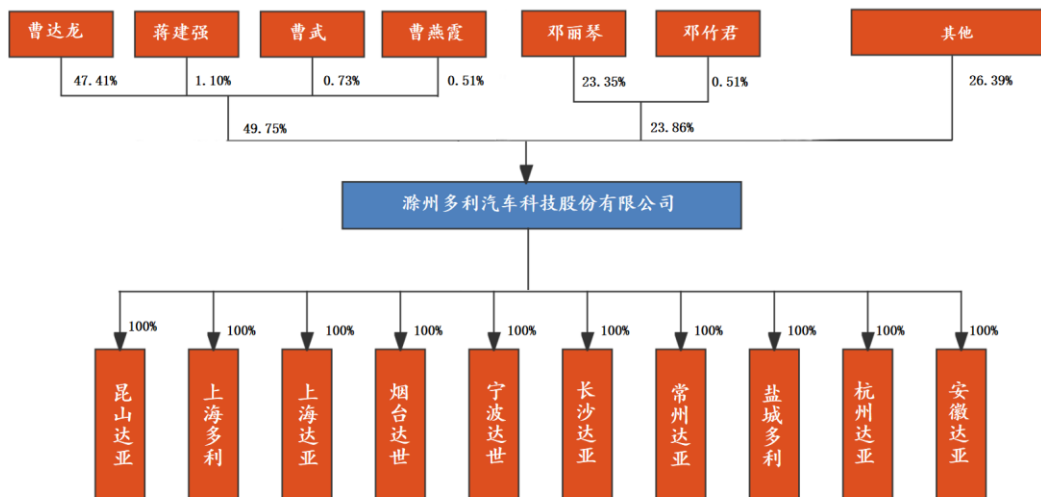 曹达龙
蒋建强
曹武
曹燕霞
邓丽琴
邓竹君
其他
47.41%
1.10%
0.73%
0.51%
23.35%
0.51%
26.39%
49.75%
23.86%
滁州多利汽车科技股份有限公司
100%
100%
100%
100%
100%
100%
100%
100%
100%
100%
昆山达亚
上海多利
上海达亚
烟台达世
宁波达世
长沙达亚
常州达亚
盐城多利
杭州达亚
安徽达亚